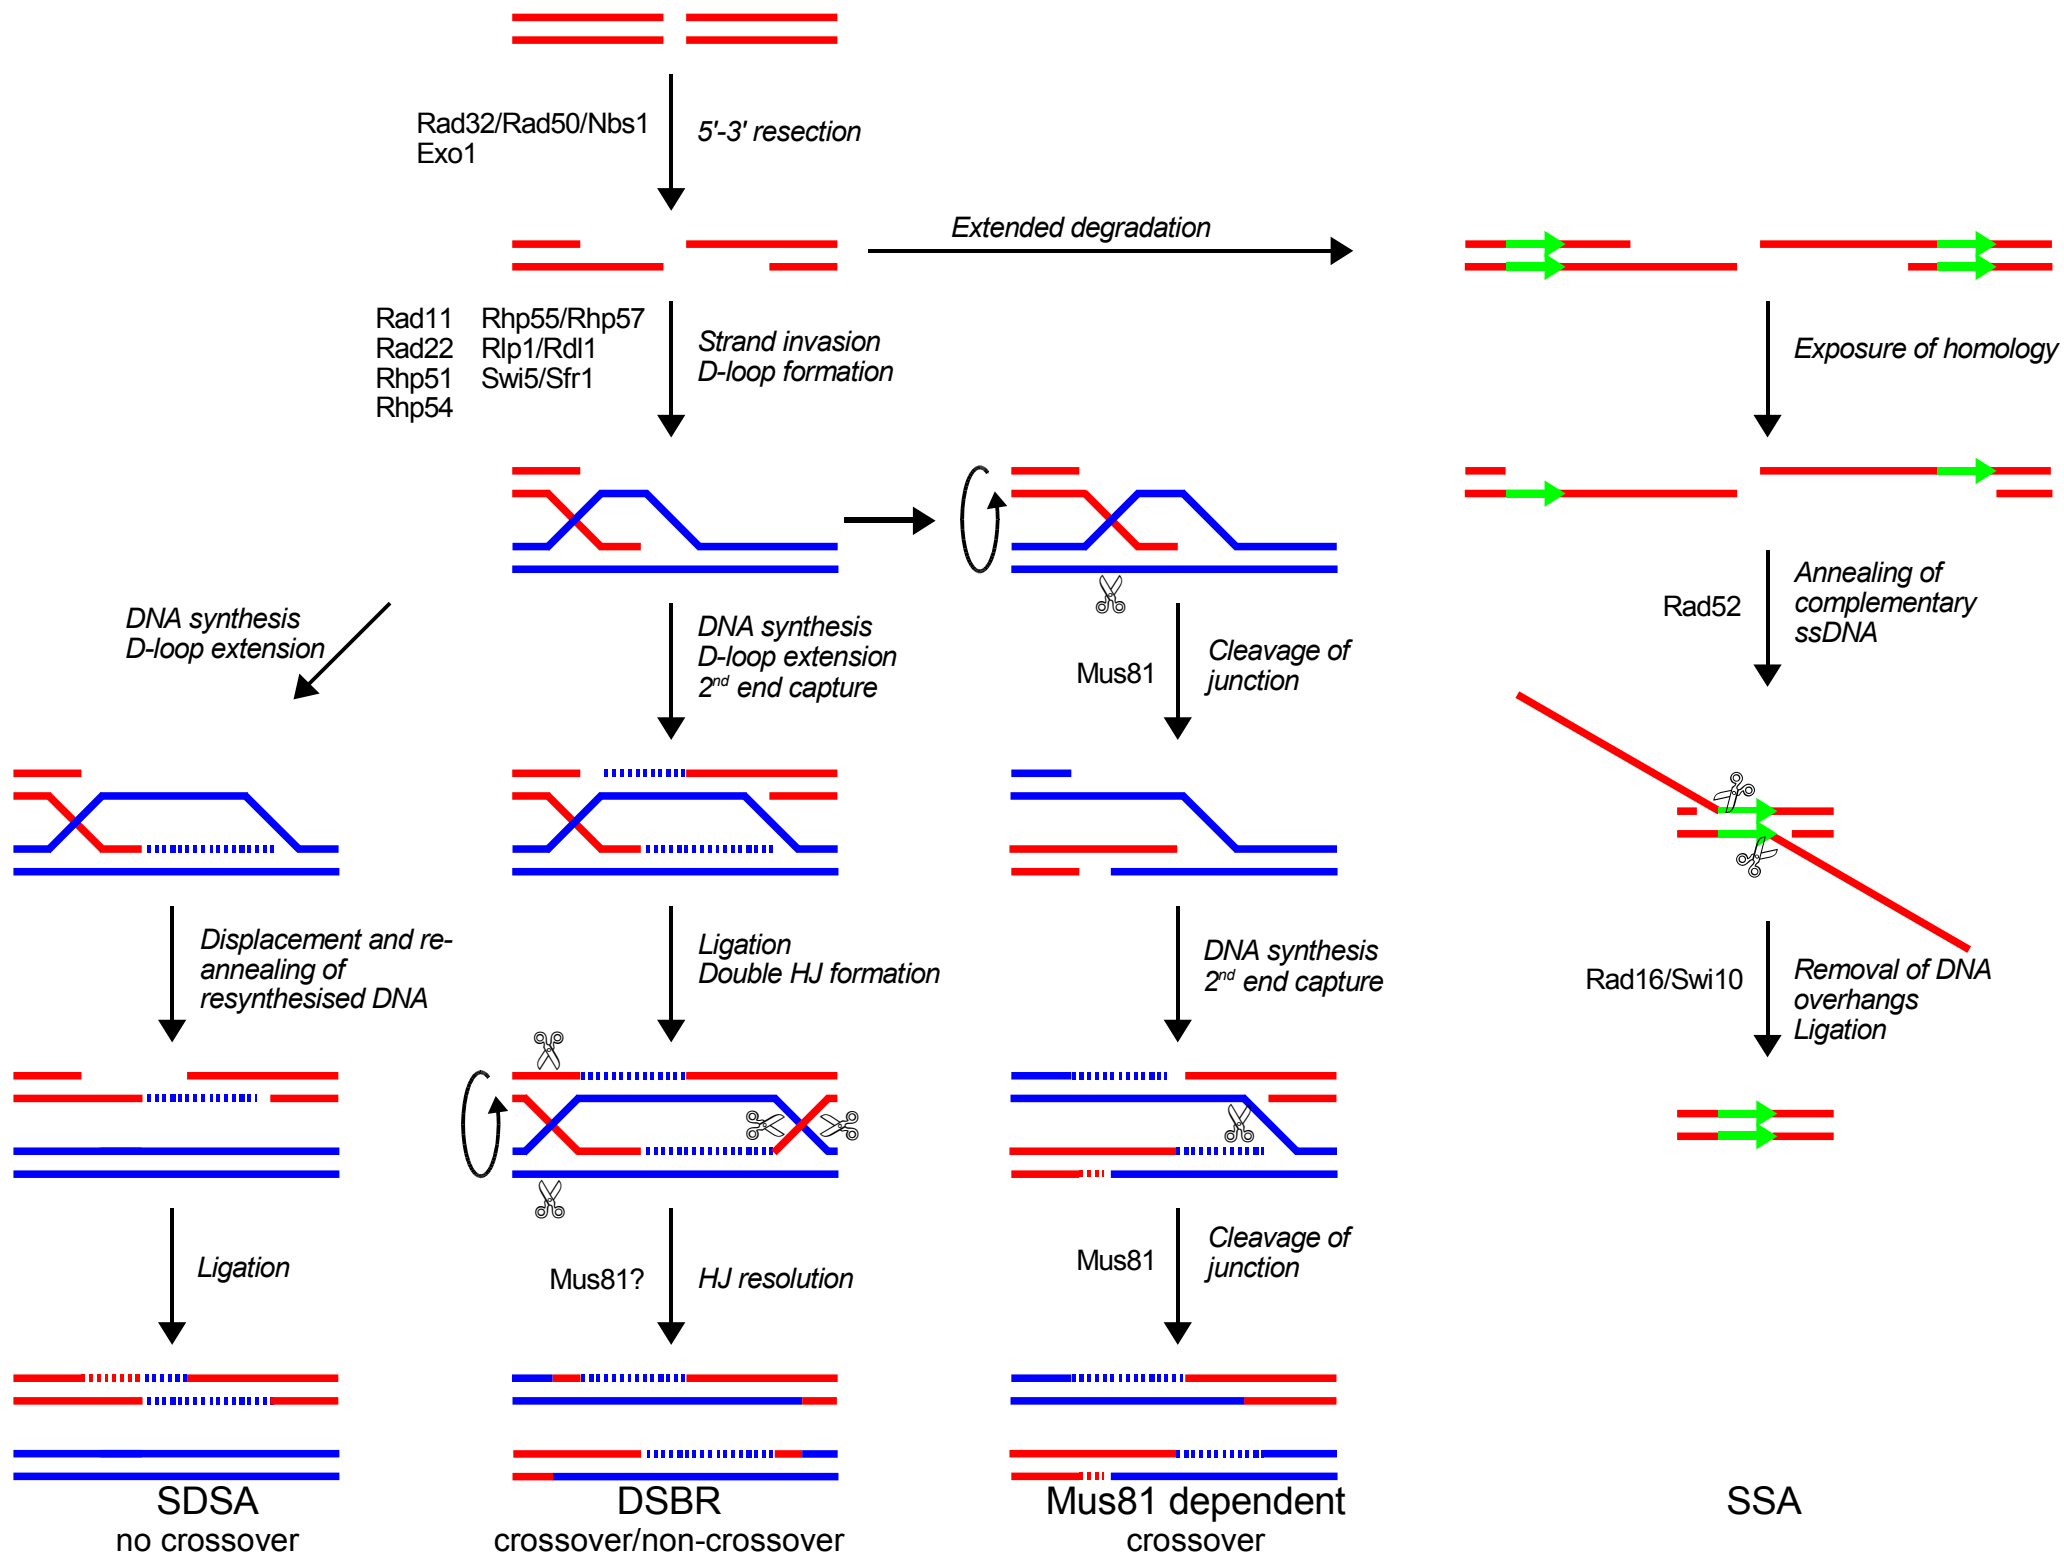 Rad32/Rad50/Nbs1
Exo1
5'-3' resection
Extended degradation
Rad11 Rhp55/Rhp57
Rad22 Rlp1/Rdl1
Rhp51 Swi5/Sfr1
Rhp54
Strand invasion
D-loop formation
Exposure of homology
DNA synthesis
D-loop extension
DNA synthesis
D-loop extension
2nd end capture
Mus81
Cleavage of
junction
Rad52
Annealing of
complementary
ssDNA
Displacement and re-
annealing of
resynthesised DNA
Ligation
Double HJ formation
DNA synthesis
2nd end capture
Rad16/Swi10
Removal of DNA
overhangs
Ligation
Ligation
Mus81?
HJ resolution
Mus81
Cleavage of
junction
SDSA
no crossover
DSBR
crossover/non-crossover
Mus81 dependent
crossover
SSA